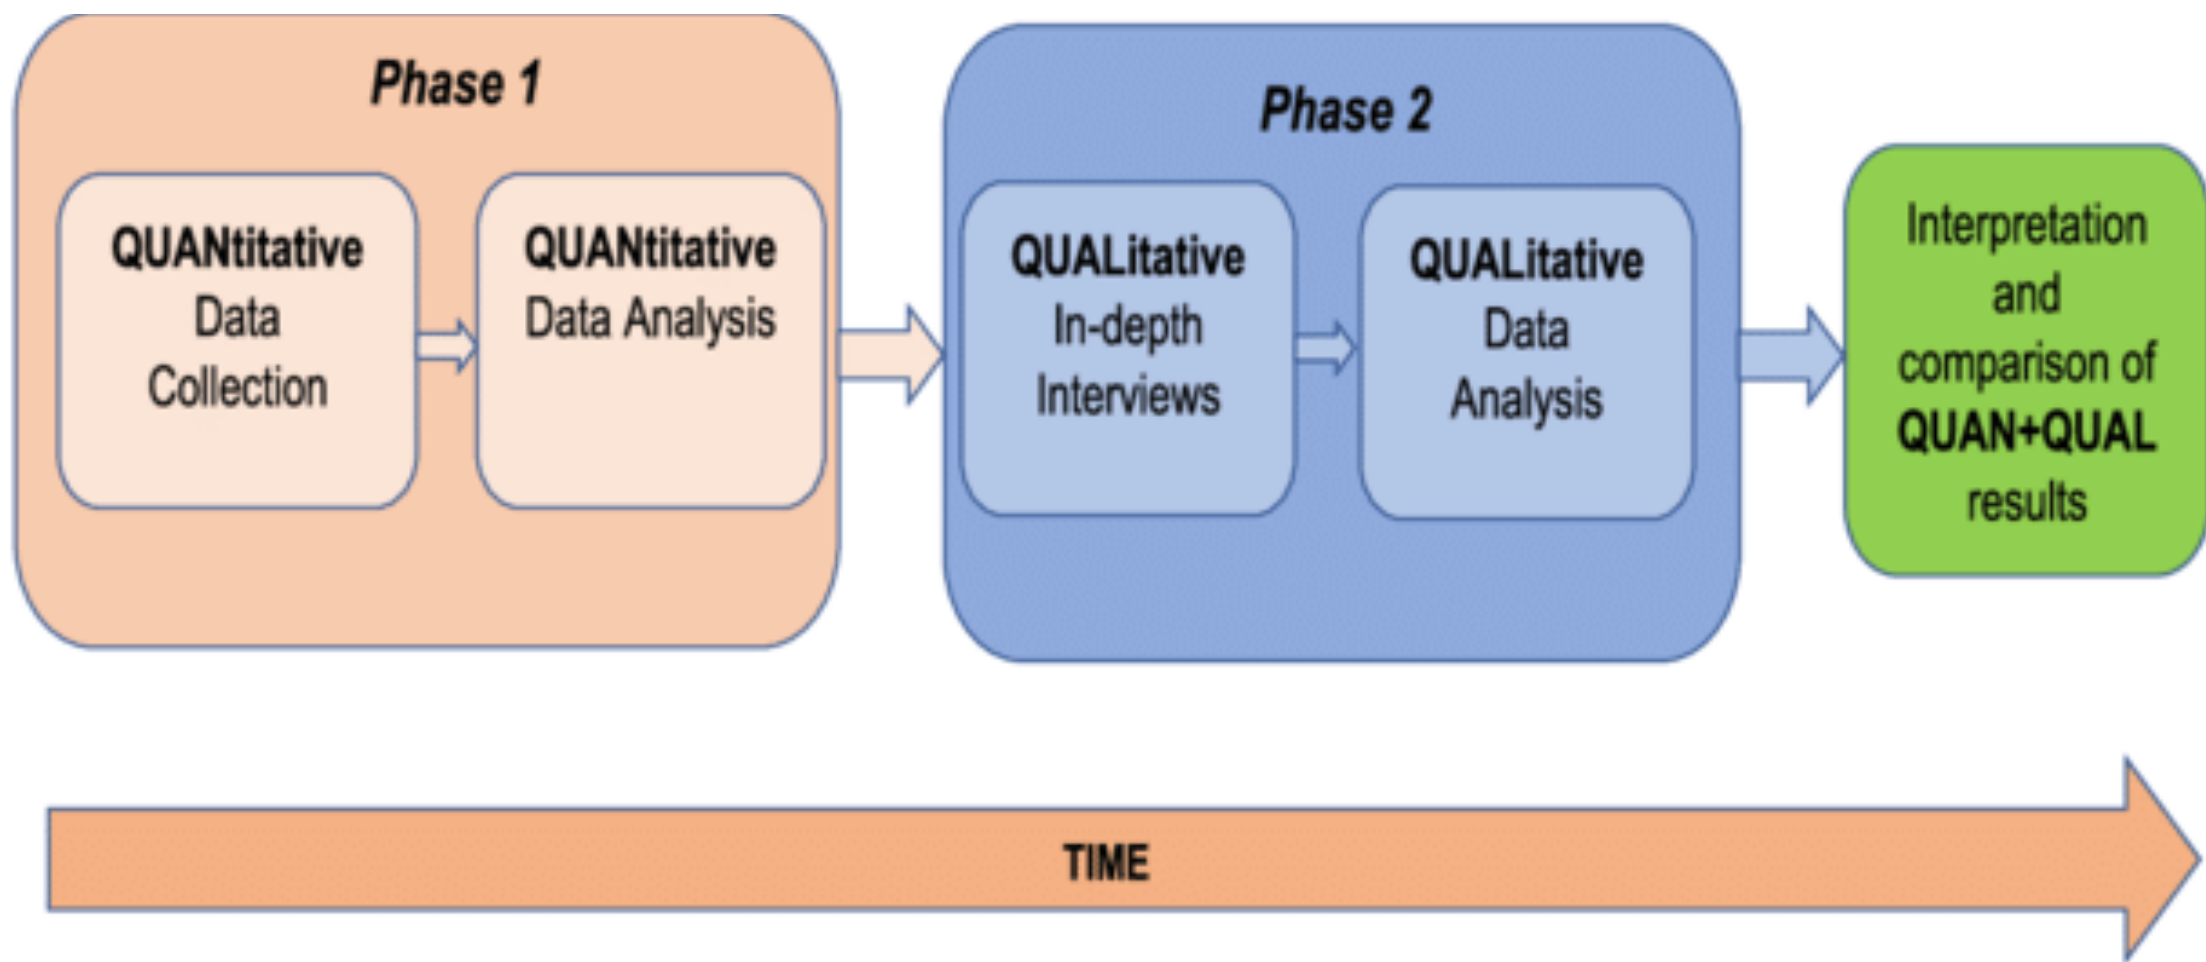 Phase 1
QUANtitative
Data
Collection
QUANtitative
Data Analysis
Phase 2
QUALitative
In-depth
Interviews
QUALitative
Data
Analysis
Interpretation
and
comparison of
QUAN+QUAL
results
TIME